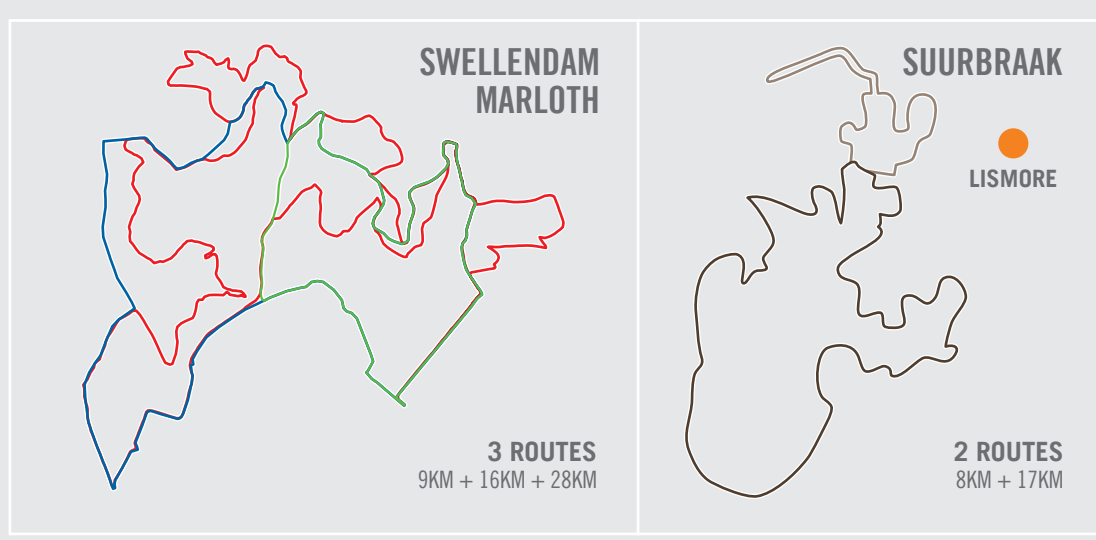 SWELLENDAM
MARLOTH
3 ROUTES
9KM + 16KM + 28KM
SUURBRAAK
LISMORE
2 ROUTES
8KM + 17KM